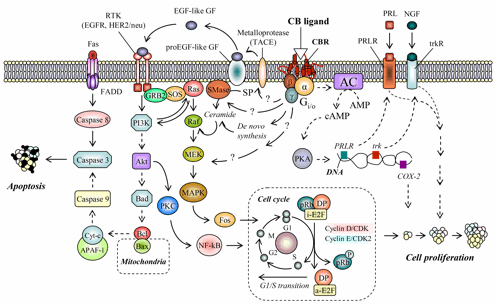 EGF-like GF
RTK
(EGFR, HER2/neu)
Metalloprotease
(TACE)
proEGF-like GF
CB ligand
CBR
PRL
NGF
PRLR
trkR
Fas
FADD
GRB2
SOS
Ras
SMase
SP
β
α
γ
Gi/o
AC
AMP
cAMP
Caspase 8
PI3K
Raf
Ceramide
De novo
synthesis
?
?
?
Caspase 3
Akt
MEK
PKA
DNA
PRLR
trk
COX-2
Apoptosis
Caspase 9
Bad
PKC
MAPK
Cell cycle
pRb
DP
i-E2F
Fos
Cyt-c
APAF-1
Bcl
Bax
Mitochondria
NF-kB
G1
M
G2
S
Cyclin D/CDK
Cyclin E/CDK2
P
pRb
DP
a-E2F
G1/S transition
Cell proliferation